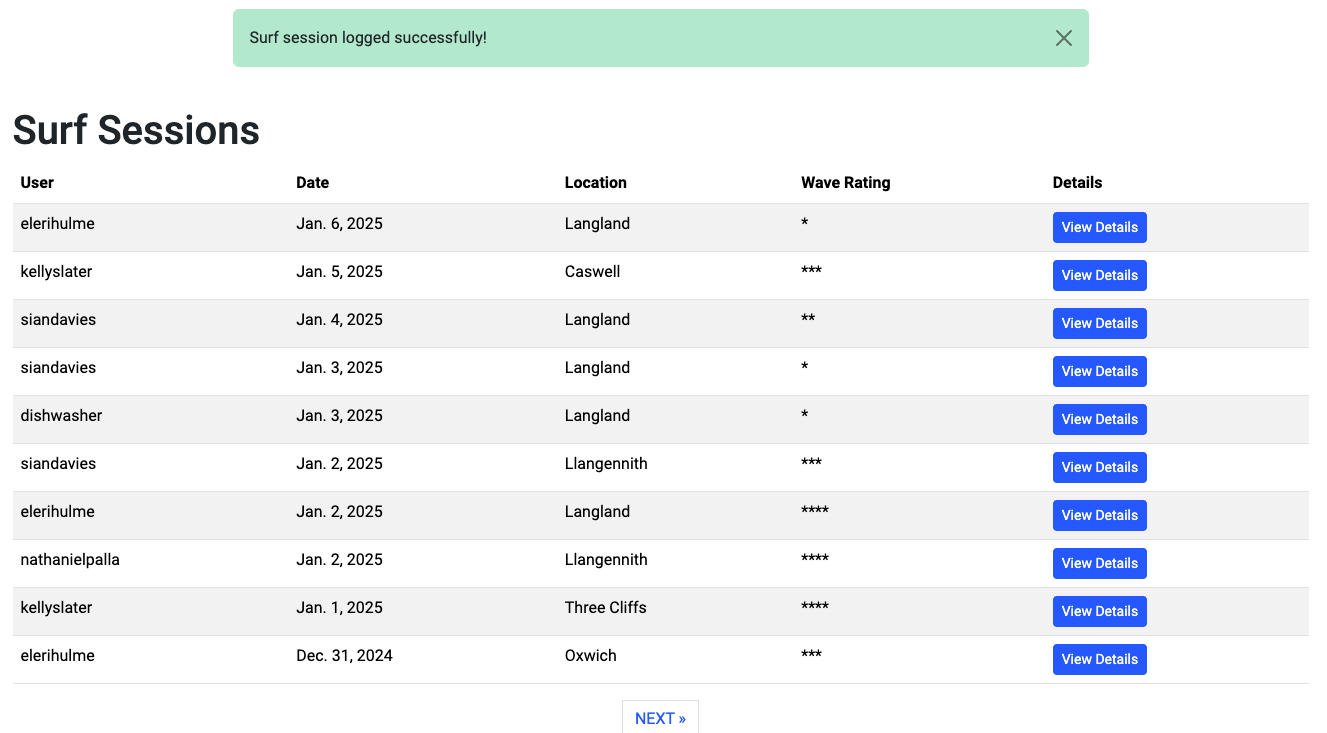 Surf session logged successfully!
Surf Sessions
User Date Location Wave Rating Details
elerihulme Jan. 6, 2025 Langland * View Details
kellyslater Jan. 5, 2025 Caswell *** View Details
siandavies Jan. 4, 2025 Langland ** View Details
siandavies Jan. 3, 2025 Langland * View Details
dishwasher Jan. 3, 2025 Langland * View Details
siandavies Jan. 2, 2025 Llangennith *** View Details
elerihulme Jan. 2, 2025 Langland **** View Details
nathanielpalla Jan. 2, 2025 Llangennith **** View Details
kellyslater Jan. 1, 2025 Three Cliffs **** View Details
elerihulme Dec. 31, 2024 Oxwich *** View Details
NEXT »